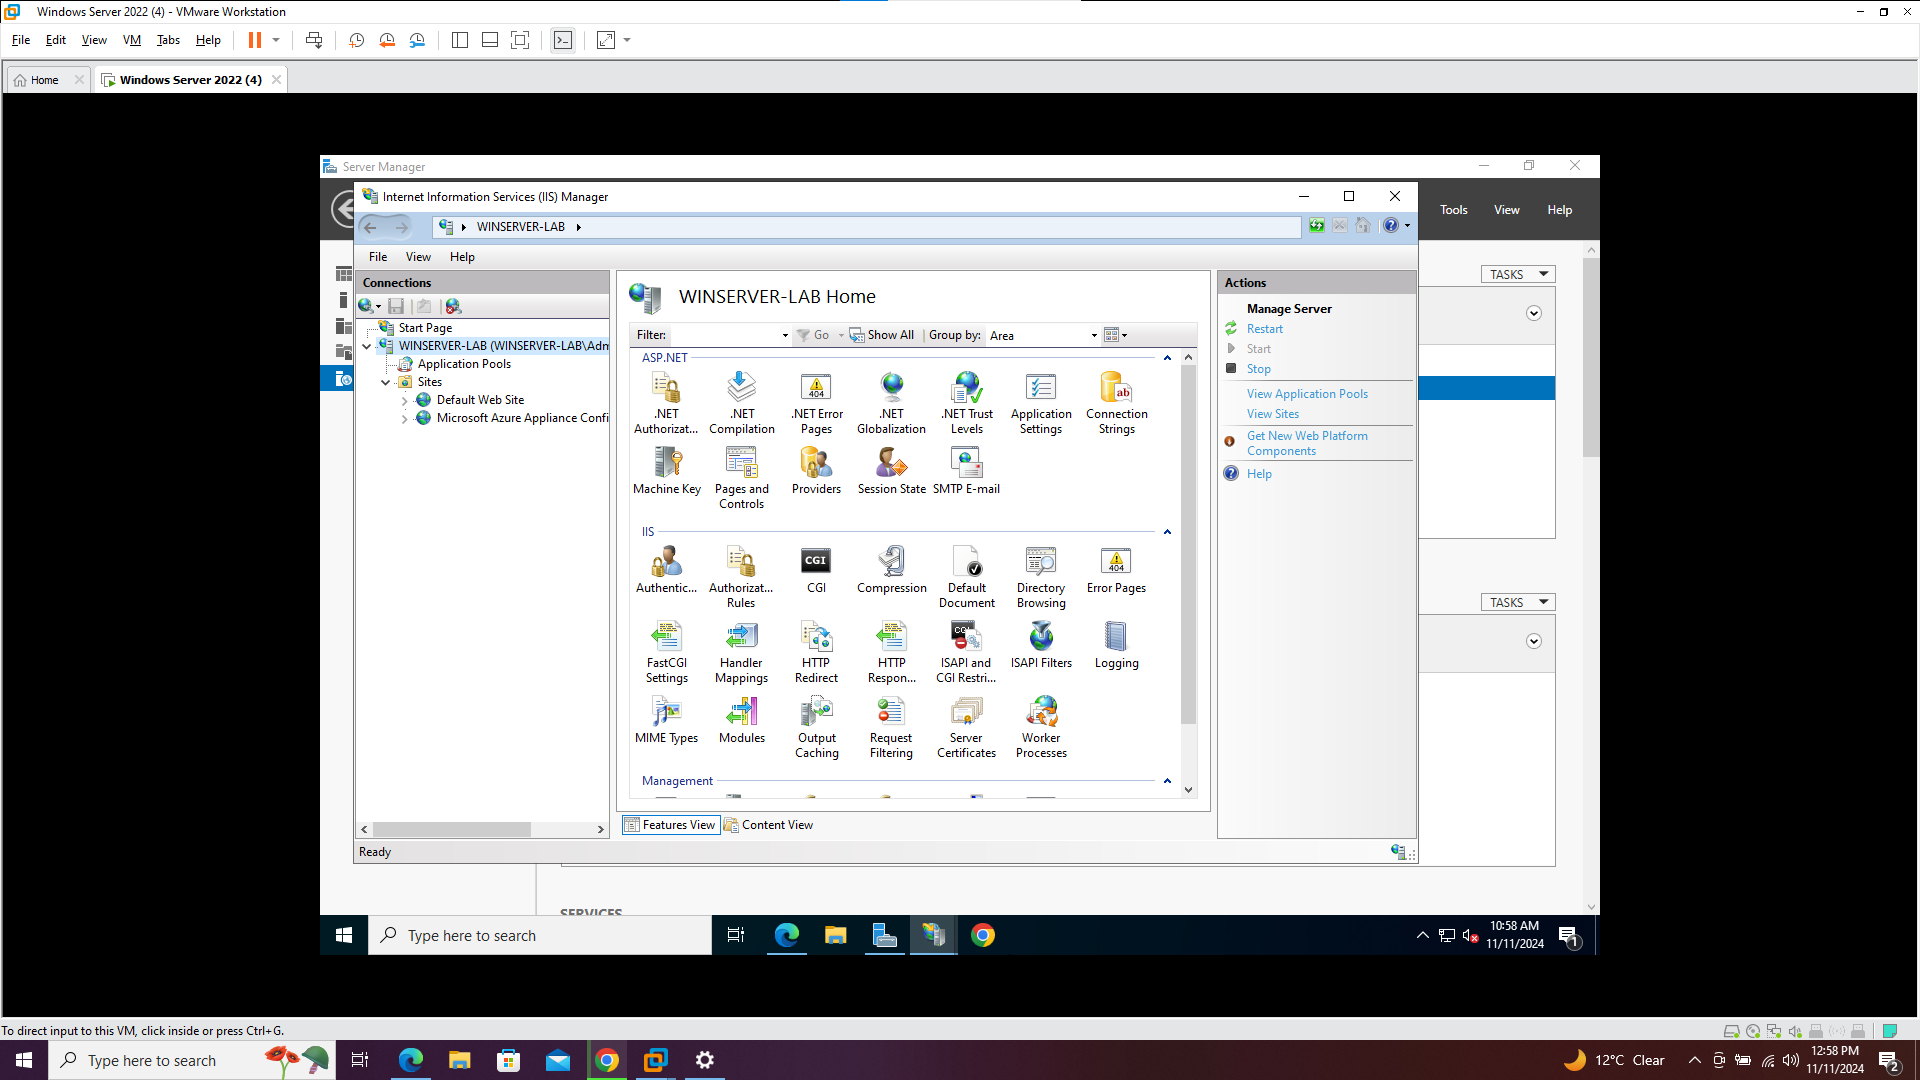 Windows Server 2022 (4) - VMware Workstation
File Edit View VM Tabs Help
Home Windows Server 2022 (4)
Server Manager
Internet Information Services (IIS) Manager
Tools View Help
WINSERVER-LAB
File View Help
Connections
Start Page
WINSERVER-LAB (WINSERVER-LAB\Adm
Application Pools
Sites
Default Web Site
Microsoft Azure Appliance Confi
WINSERVER-LAB Home
Filter: Go Show All Group by: Area
ASP.NET
.NET Authorizat...
.NET Compilation
.NET Error Pages
.NET Globalization
.NET Trust Levels
Application Settings
Connection Strings
Machine Key
Pages and Controls
Providers
Session State
SMTP E-mail
IIS
Authentic...
Authorizat... Rules
CGI
Compression
Default Document
Directory Browsing
Error Pages
FastCGI Settings
Handler Mappings
HTTP Redirect
HTTP Respon...
ISAPI and CGI Restri...
ISAPI Filters
Logging
MIME Types
Modules
Output Caching
Request Filtering
Server Certificates
Worker Processes
Management
Features View Content View
Ready
Actions
Manage Server
Restart
Start
Stop
View Application Pools
View Sites
Get New Web Platform
Components
Help
TASKS
TASKS
SERVICES
Type here to search
10:58 AM
11/11/2024
1
To direct input to this VM, click inside or press Ctrl+G.
Type here to search
12°C Clear
12:58 PM
11/11/2024
2